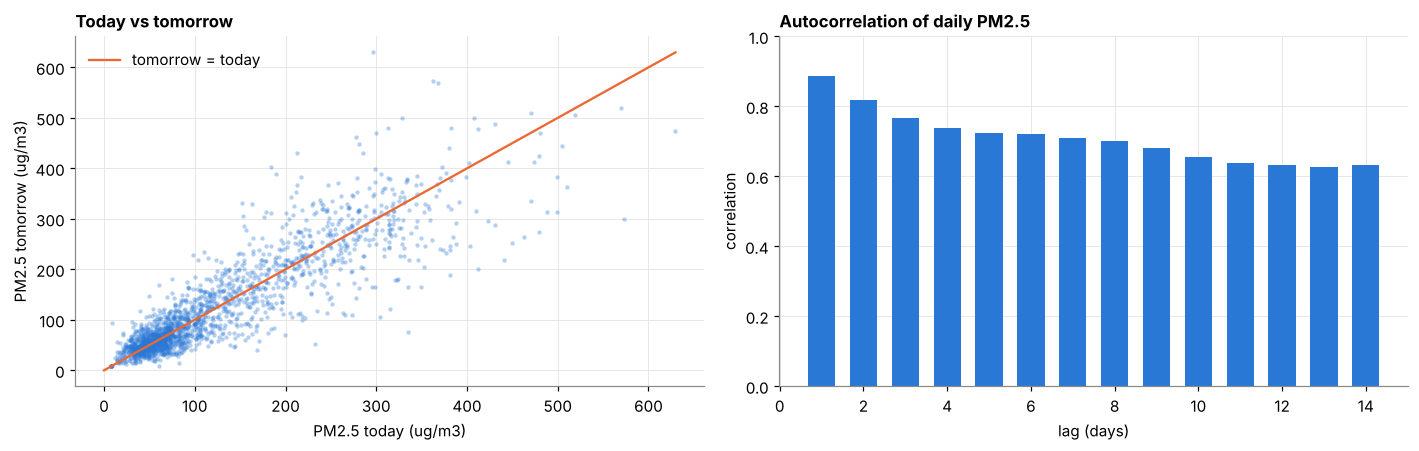 Today vs tomorrow
tomorrow = today
PM2.5 tomorrow (ug/m3)
600
500
400
300
200
100
0
0 100 200 300 400 500 600
PM2.5 today (ug/m3)
Autocorrelation of daily PM2.5
correlation
1.0
0.8
0.6
0.4
0.2
0.0
0 2 4 6 8 10 12 14
lag (days)